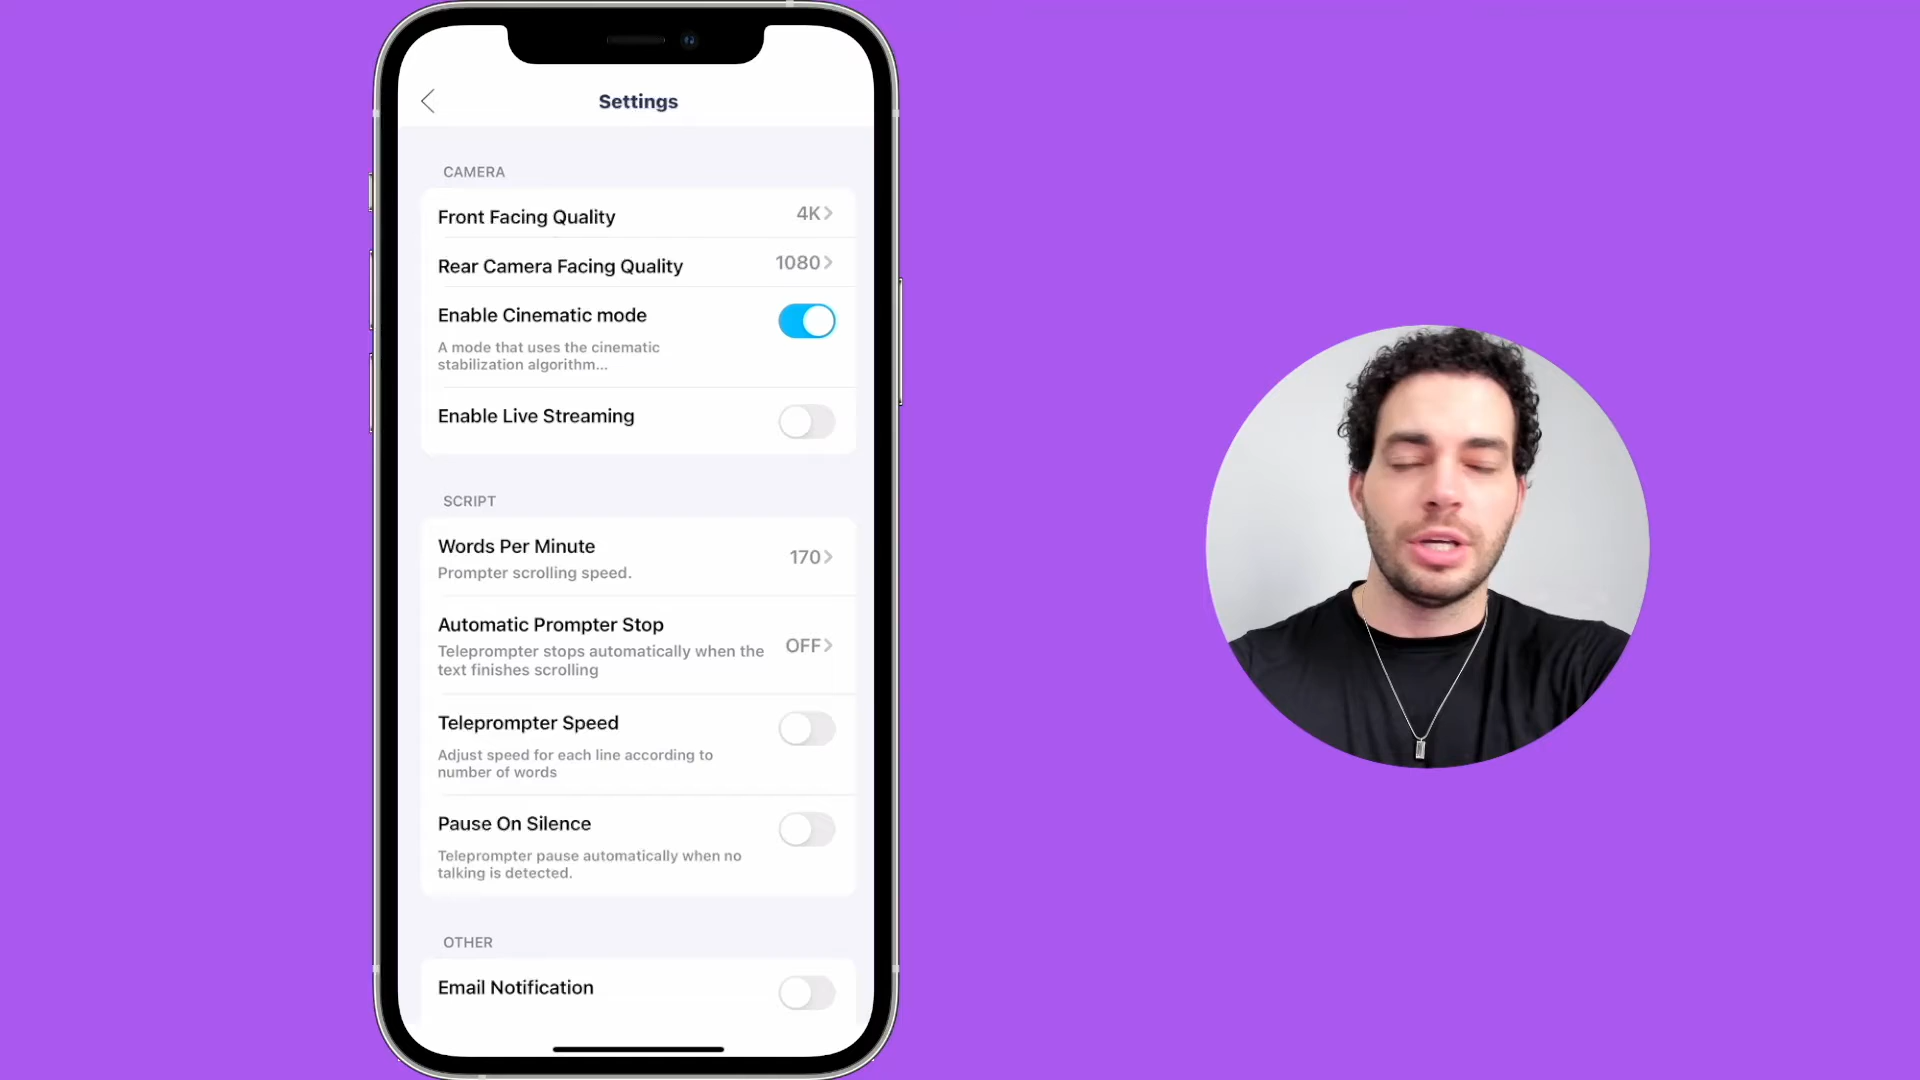 Settings
CAMERA
Front Facing Quality
4K
Rear Camera Facing Quality
1080
Enable Cinematic mode
A mode that uses the cinematic
stabilization algorithm...
Enable Live Streaming
SCRIPT
Words Per Minute
Prompter scrolling speed.
170
Automatic Prompter Stop
Teleprompter stops automatically when the
text finishes scrolling
OFF
Teleprompter Speed
Adjust speed for each line according to
number of words
Pause On Silence
Teleprompter pause automatically when no
talking is detected.
OTHER
Email Notification